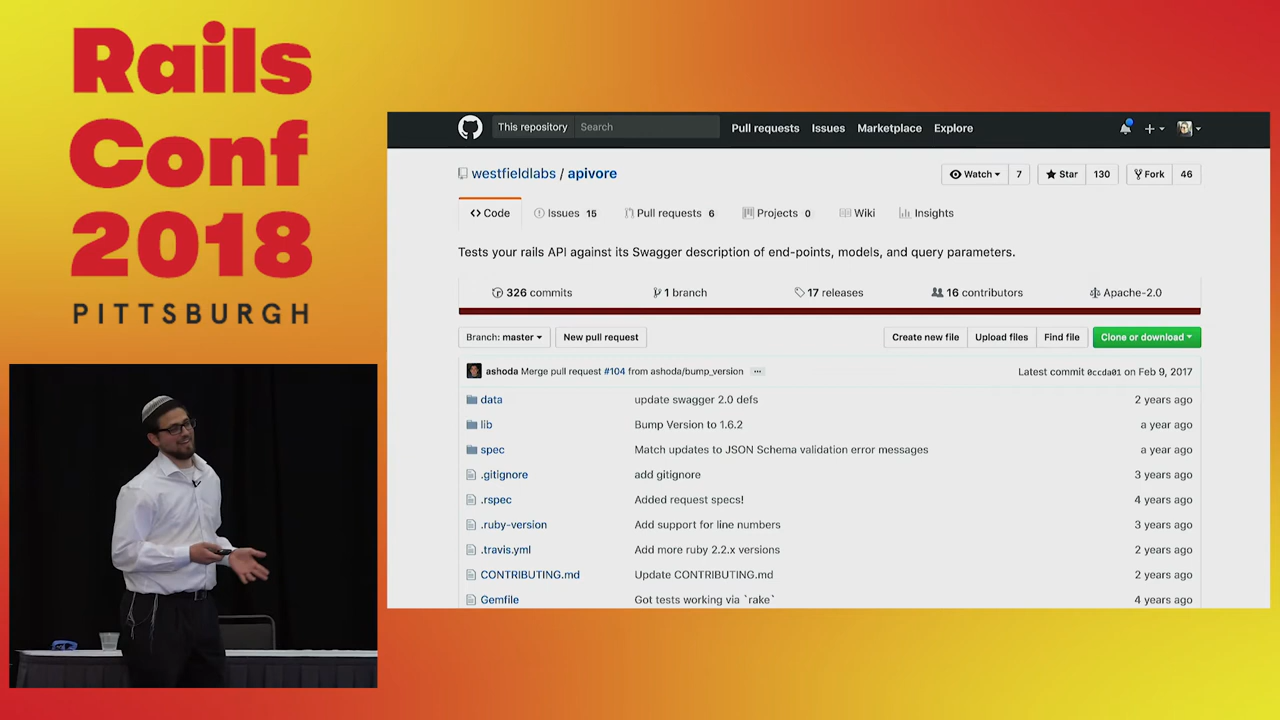 Rails
Conf
2018
PITTSBURGH
This repository Search Pull requests Issues Marketplace Explore
westfieldlabs / apivore Watch 7 Star 130 Fork 46
Code Issues 15 Pull requests 6 Projects 0 Wiki Insights
Tests your rails API against its Swagger description of end-points, models, and query parameters.
326 commits 1 branch 17 releases 16 contributors Apache-2.0
Branch: master New pull request Create new file Upload files Find file Clone or download
ashoda Merge pull request #104 from ashoda/bump_version ... Latest commit 0ccda01 on Feb 9, 2017
data update swagger 2.0 defs 2 years ago
lib Bump Version to 1.6.2 a year ago
spec Match updates to JSON Schema validation error messages a year ago
.gitignore add gitignore 3 years ago
.rspec Added request specs! 4 years ago
.ruby-version Add support for line numbers 3 years ago
.travis.yml Add more ruby 2.2.x versions 2 years ago
CONTRIBUTING.md Update CONTRIBUTING.md 2 years ago
Gemfile Got tests working via `rake` 4 years ago